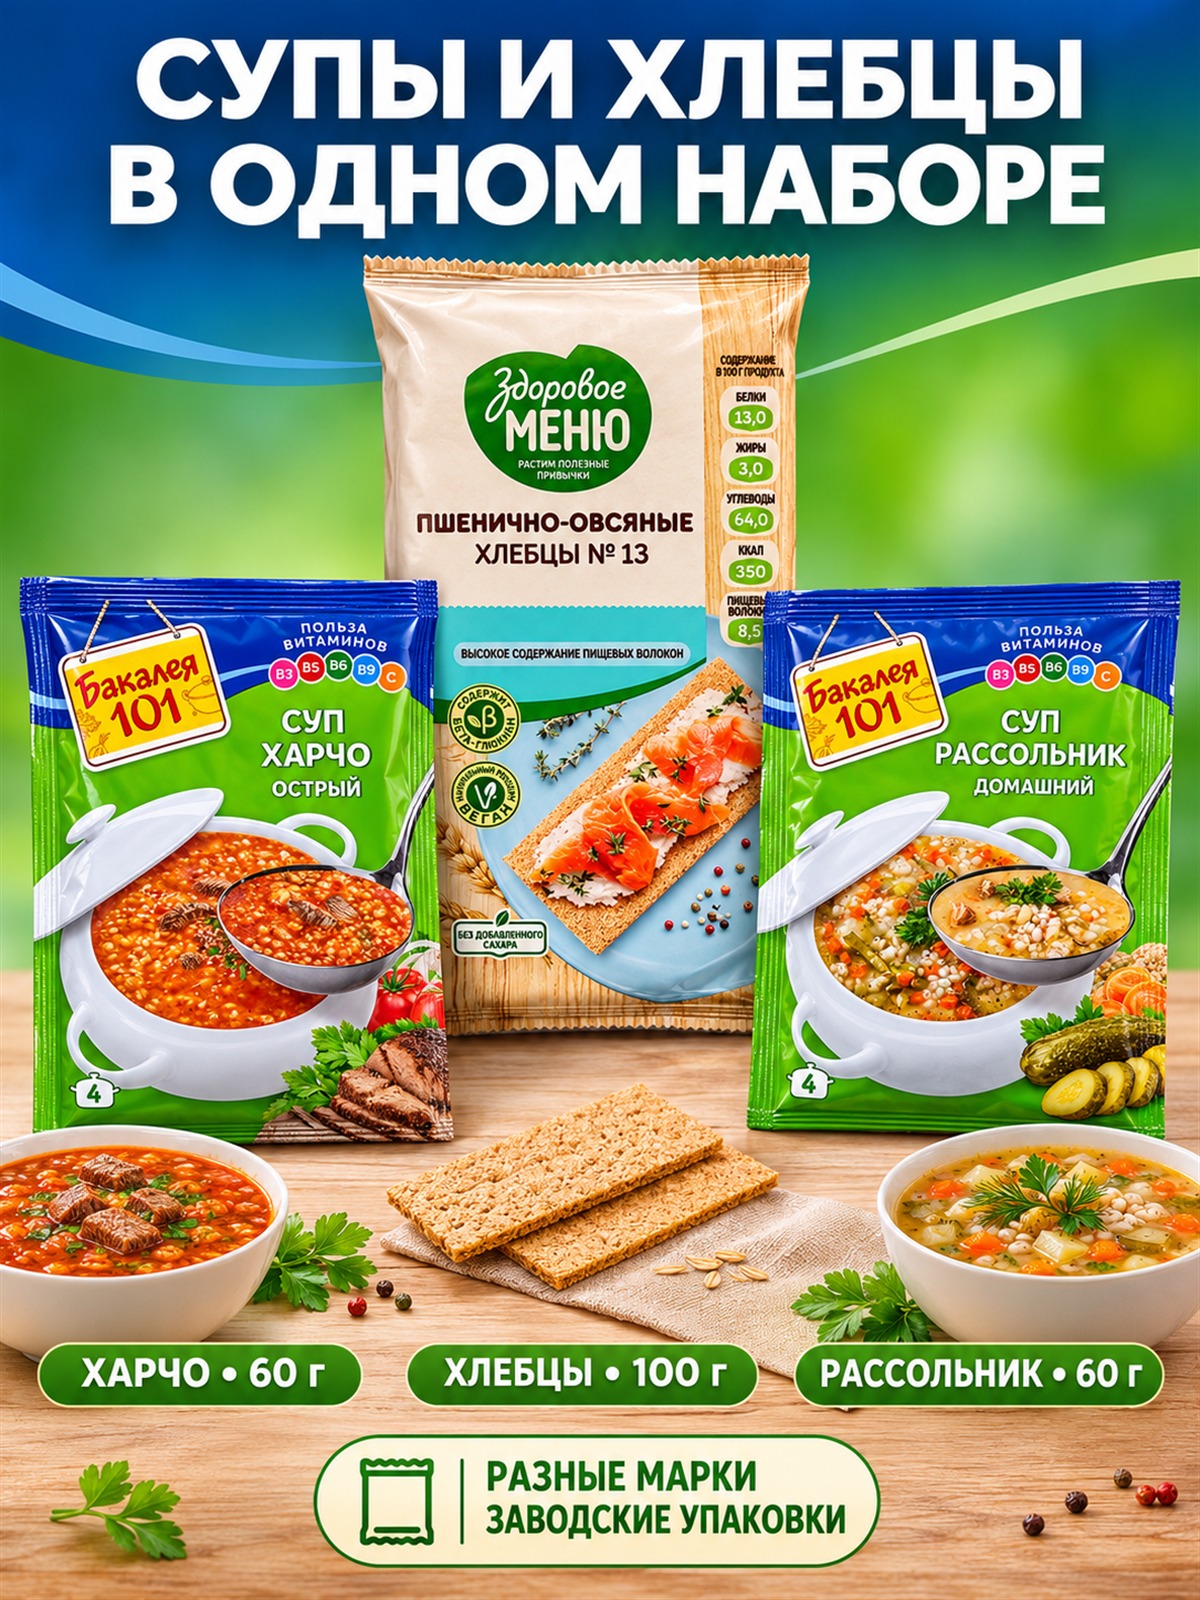 СУПЫ И ХЛЕБЦЫ
В ОДНОМ НАБОРЕ
Здоровое
МЕНЮ
РАСТИМ ПОЛЕЗНЫЕ
ПРИВЫЧКИ
ПШЕНИЧНО-ОВСЯНЫЕ
ХЛЕБЦЫ № 13
СОДЕРЖАНИЕ
В 100 Г ПРОДУКТА
БЕЛКИ
13,0
ЖИРЫ
3,0
УГЛЕВОДЫ
64,0
ККАЛ
350
8,5
ВЫСОКОЕ СОДЕРЖАНИЕ ПИЩЕВЫХ ВОЛОКОН
СОДЕРЖИТ
БЕТА-ГЛЮКАН
β
V
ВЕГАН
БЕЗ ДОБАВЛЕННОГО
САХАРА
Бакалея
101
ПОЛЬЗА
ВИТАМИНОВ
B3 B5 B6 B9 C
СУП
ХАРЧО
ОСТРЫЙ
4
Бакалея
101
ПОЛЬЗА
ВИТАМИНОВ
B3 B5 B6 B9 C
СУП
РАССОЛЬНИК
ДОМАШНИЙ
4
ХАРЧО • 60 г
ХЛЕБЦЫ • 100 г
РАССОЛЬНИК • 60 г
РАЗНЫЕ МАРКИ
ЗАВОДСКИЕ УПАКОВКИ